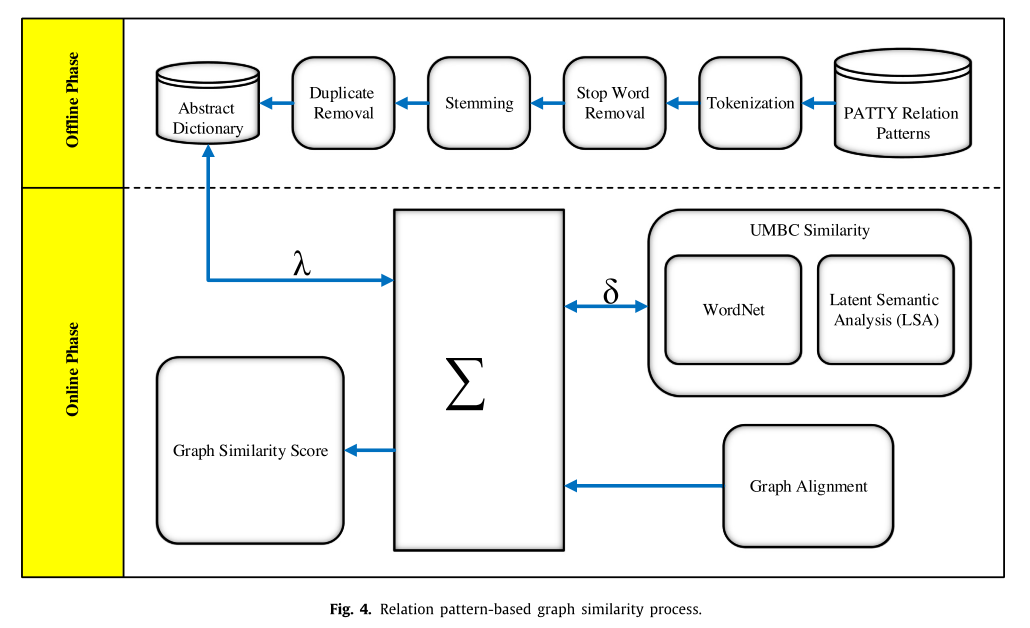 Offline Phase
Abstract
Dictionary
Duplicate
Removal
Stemming
Stop Word
Removal
Tokenization
PATTY Relation
Patterns
Online Phase
λ
δ
∑
UMBC Similarity
WordNet
Latent Semantic
Analysis (LSA)
Graph Similarity Score
Graph Alignment
Fig. 4. Relation pattern-based graph similarity process.